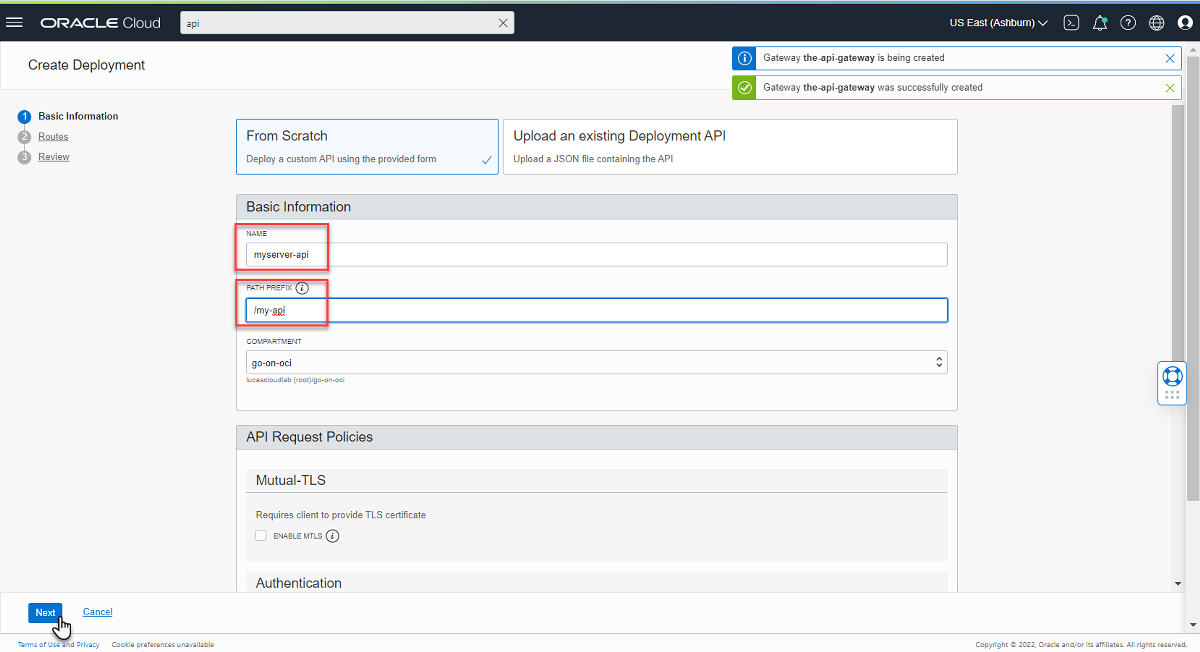 ORACLE Cloud
api
US East (Ashburn)
Create Deployment
Gateway the-api-gateway is being created
Gateway the-api-gateway was successfully created
1 Basic Information
2 Routes
3 Review
From Scratch
Deploy a custom API using the provided form
Upload an existing Deployment API
Upload a JSON file containing the API
Basic Information
NAME
myserver-api
PATH PREFIX i
/my-api
COMPARTMENT
go-on-oci
lucascloudlab (root)/go-on-oci
API Request Policies
Mutual-TLS
Requires client to provide TLS certificate
ENABLE MTLS i
Authentication
Next
Cancel
Terms of Use and Privacy
Cookie preferences unavailable
Copyright © 2022, Oracle and/or its affiliates. All rights reserved.